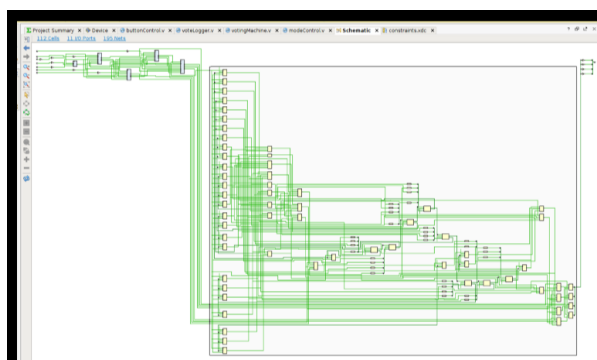 Project Summary × Device × buttonControl.v × voteLogger.v × votingMachine.v × modeControl.v × Schematic × constraints.xdc ×
112 Cells 11 I/O Ports 135 Nets